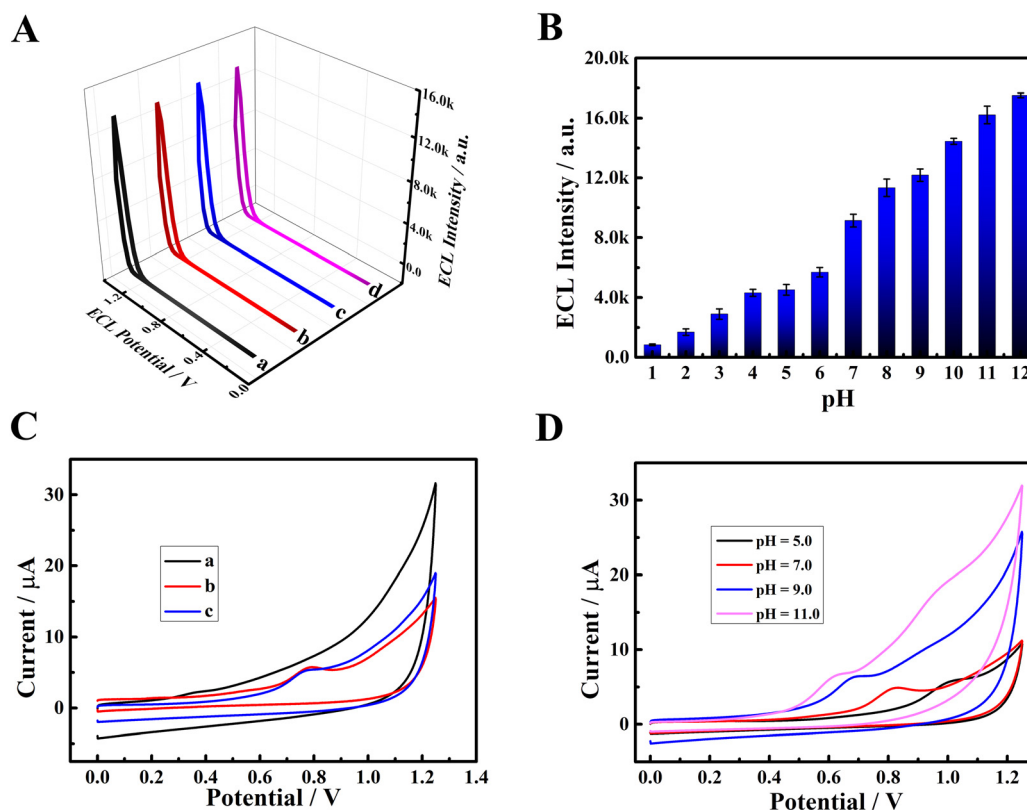 A
16.0k
12.0k
8.0k
4.0k
0.0
ECL Intensity / a.u.
1.2
0.8
0.4
0.0
ECL Potential / V
a
b
c
d
B
20.0k
16.0k
12.0k
8.0k
4.0k
0.0
ECL Intensity / a.u.
1 2 3 4 5 6 7 8 9 10 11 12
pH
C
30
20
10
0
Current / μA
a
b
c
0.0 0.2 0.4 0.6 0.8 1.0 1.2 1.4
Potential / V
D
30
20
10
0
Current / μA
pH = 5.0
pH = 7.0
pH = 9.0
pH = 11.0
0.0 0.2 0.4 0.6 0.8 1.0 1.2
Potential / V